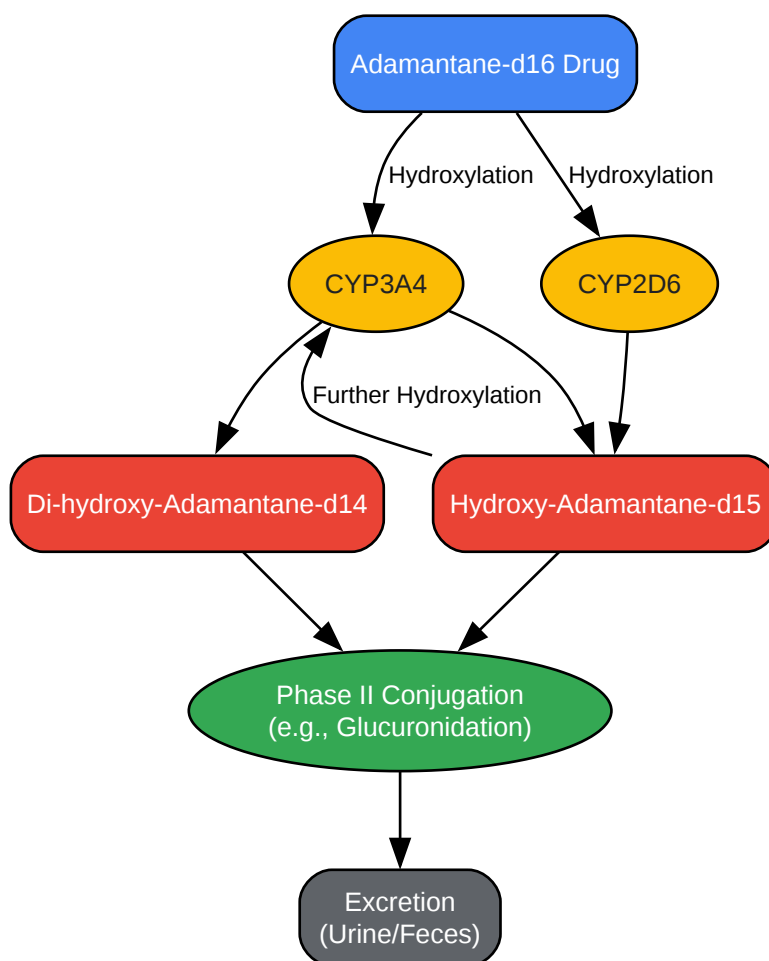 Adamantane-d16 Drug
Hydroxylation
Hydroxylation
CYP3A4
CYP2D6
Further Hydroxylation
Di-hydroxy-Adamantane-d14
Hydroxy-Adamantane-d15
Phase II Conjugation
(e.g., Glucuronidation)
Excretion
(Urine/Feces)